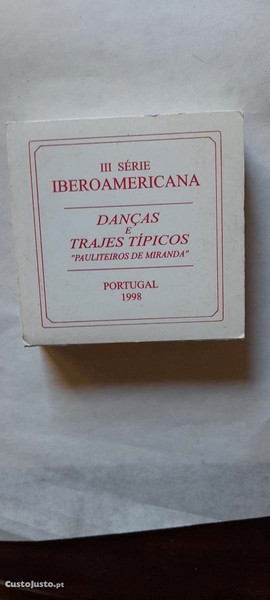 III SÉRIE
IBEROAMERICANA
DANÇAS
E
TRAJES TÍPICOS
"PAULITEIROS DE MIRANDA"
PORTUGAL
1998
CustoJusto.pt